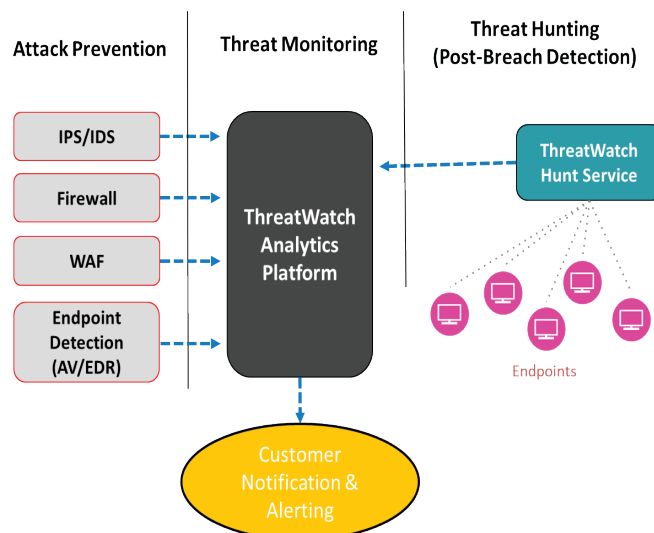 Attack Prevention
Threat Monitoring
Threat Hunting
(Post-Breach Detection)
IPS/IDS
Firewall
WAF
Endpoint
Detection
(AV/EDR)
ThreatWatch
Analytics
Platform
ThreatWatch
Hunt Service
Endpoints
Customer
Notification &
Alerting